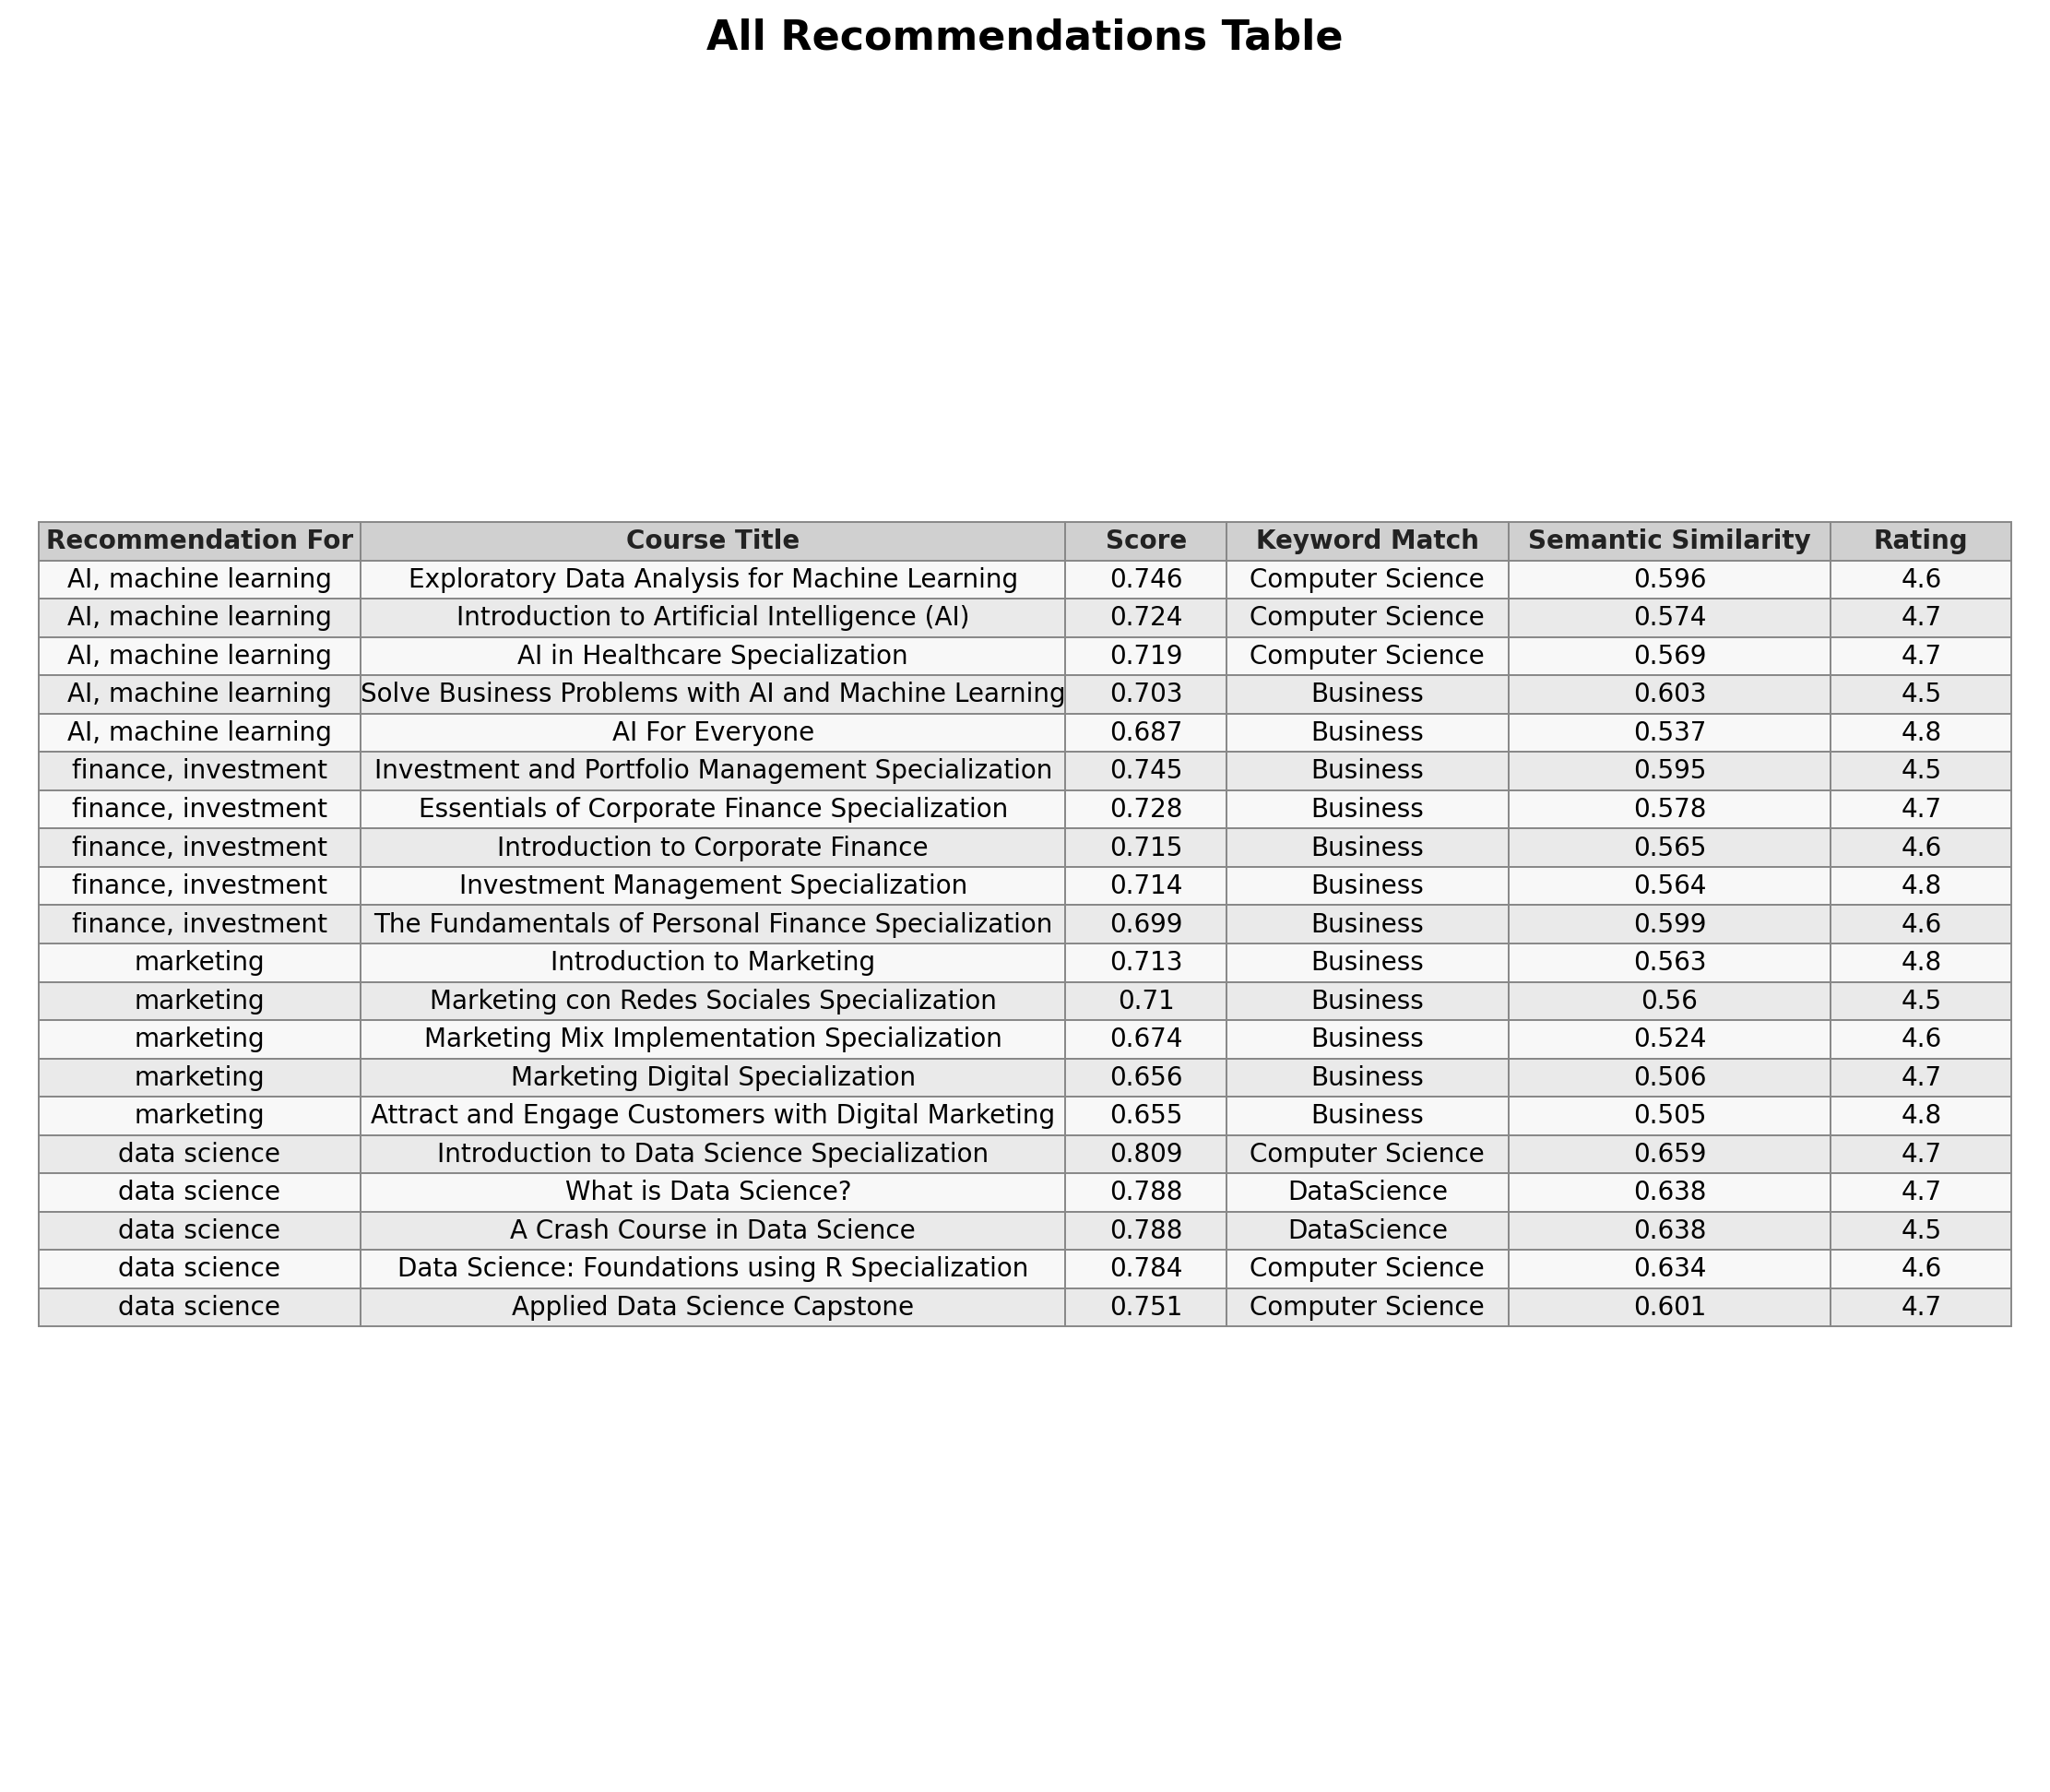 All Recommendations Table
Recommendation For Course Title Score Keyword Match Semantic Similarity Rating
AI, machine learning Exploratory Data Analysis for Machine Learning 0.746 Computer Science 0.596 4.6
AI, machine learning Introduction to Artificial Intelligence (AI) 0.724 Computer Science 0.574 4.7
AI, machine learning AI in Healthcare Specialization 0.719 Computer Science 0.569 4.7
AI, machine learning Solve Business Problems with AI and Machine Learning 0.703 Business 0.603 4.5
AI, machine learning AI For Everyone 0.687 Business 0.537 4.8
finance, investment Investment and Portfolio Management Specialization 0.745 Business 0.595 4.5
finance, investment Essentials of Corporate Finance Specialization 0.728 Business 0.578 4.7
finance, investment Introduction to Corporate Finance 0.715 Business 0.565 4.6
finance, investment Investment Management Specialization 0.714 Business 0.564 4.8
finance, investment The Fundamentals of Personal Finance Specialization 0.699 Business 0.599 4.6
marketing Introduction to Marketing 0.713 Business 0.563 4.8
marketing Marketing con Redes Sociales Specialization 0.71 Business 0.56 4.5
marketing Marketing Mix Implementation Specialization 0.674 Business 0.524 4.6
marketing Marketing Digital Specialization 0.656 Business 0.506 4.7
marketing Attract and Engage Customers with Digital Marketing 0.655 Business 0.505 4.8
data science Introduction to Data Science Specialization 0.809 Computer Science 0.659 4.7
data science What is Data Science? 0.788 DataScience 0.638 4.7
data science A Crash Course in Data Science 0.788 DataScience 0.638 4.5
data science Data Science: Foundations using R Specialization 0.784 Computer Science 0.634 4.6
data science Applied Data Science Capstone 0.751 Computer Science 0.601 4.7